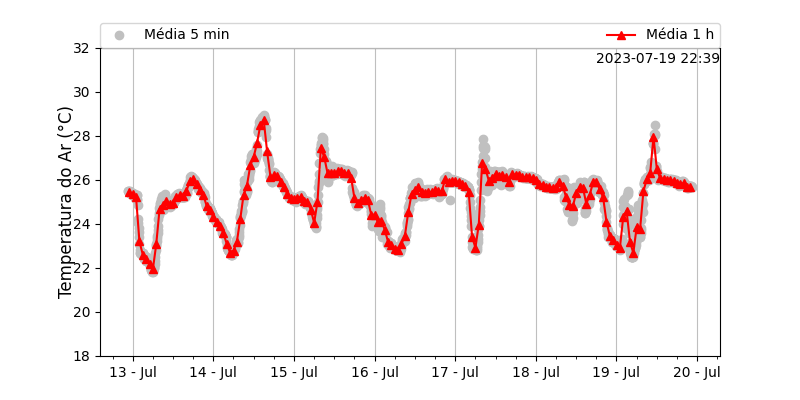 Média 5 min
Média 1 h
2023-07-19 22:39
Temperatura do Ar (°C)
32
30
28
26
24
22
20
18
13 - Jul
14 - Jul
15 - Jul
16 - Jul
17 - Jul
18 - Jul
19 - Jul
20 - Jul